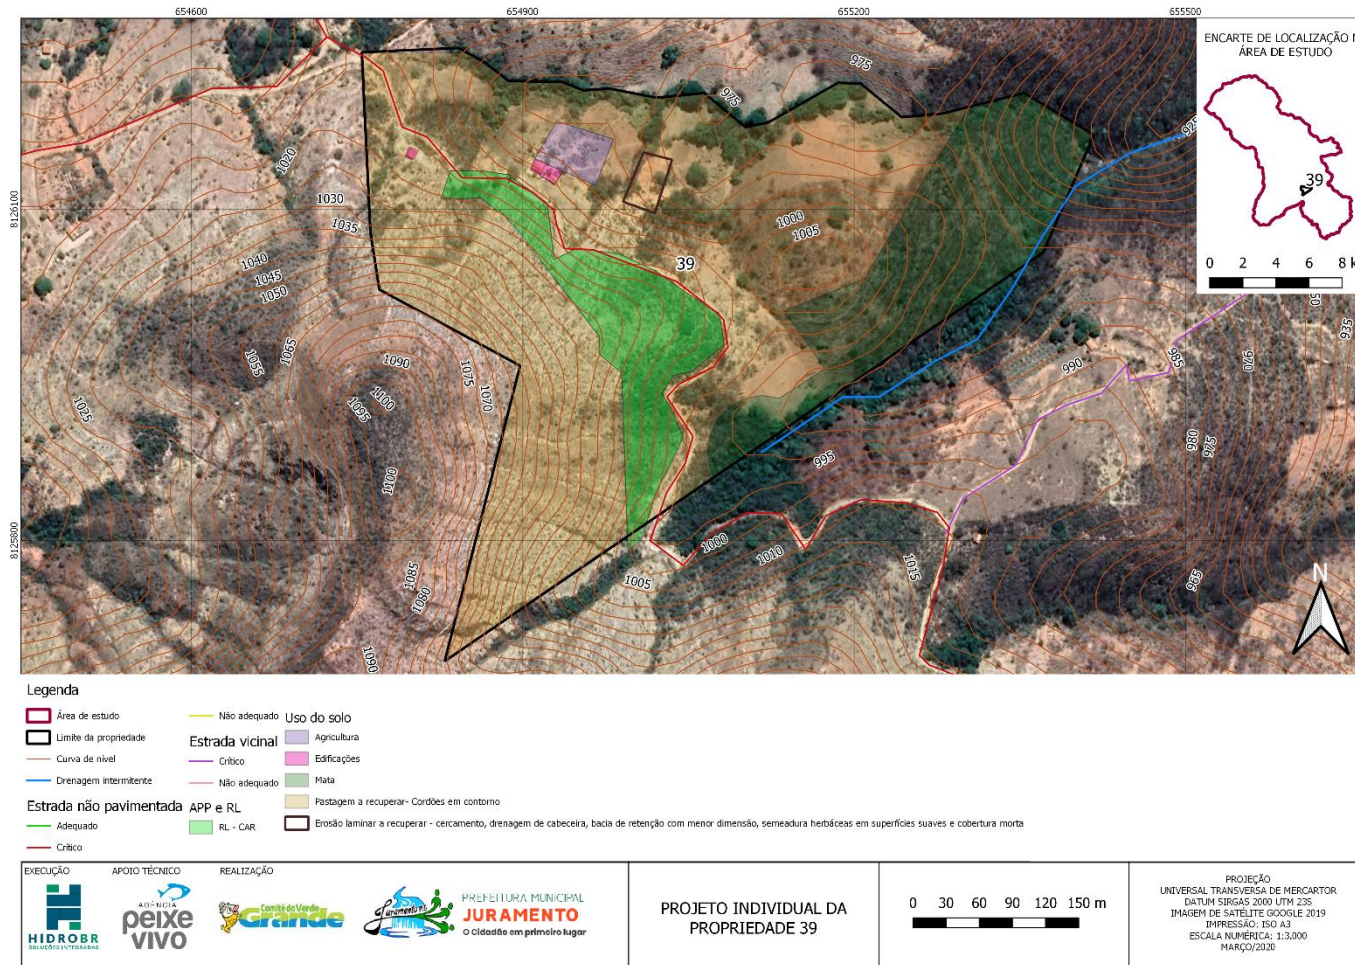 654600
654900
655200
655500
8126100
8125800
ENCARTE DE LOCALIZAÇÃO N
ÁREA DE ESTUDO
39
0 2 4 6 8 k
975
975
925
1020
1030
1035
1040
1045
1050
1055
1065
1025
1090
1100
1095
1075
1070
1100
1085
1080
1090
1000
1005
39
995
990
985
970
935
980
975
965
1000
1010
1015
1005
N
Legenda
Área de estudo
Limite da propriedade
Curva de nível
Drenagem intermitente
Estrada não pavimentada
Adequado
Crítico
Não adequado
Estrada vicinal
Crítico
Não adequado
APP e RL
RL - CAR
Uso do solo
Agricultura
Edificações
Mata
Pastagem a recuperar- Cordões em contorno
Erosão laminar a recuperar - cercamento, drenagem de cabeceira, bacia de retenção com menor dimensão, semeadura herbáceas em superfícies suaves e cobertura morta
EXECUÇÃO
HIDROBR
SOLUÇÕES INTEGRADAS
APOIO TÉCNICO
AGÊNCIA
peixe
vivo
REALIZAÇÃO
Comitê do Verde
Grande
PREFEITURA MUNICIPAL
JURAMENTO
O Cidadão em primeiro lugar
PROJETO INDIVIDUAL DA
PROPRIEDADE 39
0 30 60 90 120 150 m
PROJEÇÃO
UNIVERSAL TRANSVERSA DE MERCARTOR
DATUM SIRGAS 2000 UTM 23S
IMAGEM DE SATÉLITE GOOGLE 2019
IMPRESSÃO: ISO A3
ESCALA NUMÉRICA: 1:3.000
MARÇO/2020